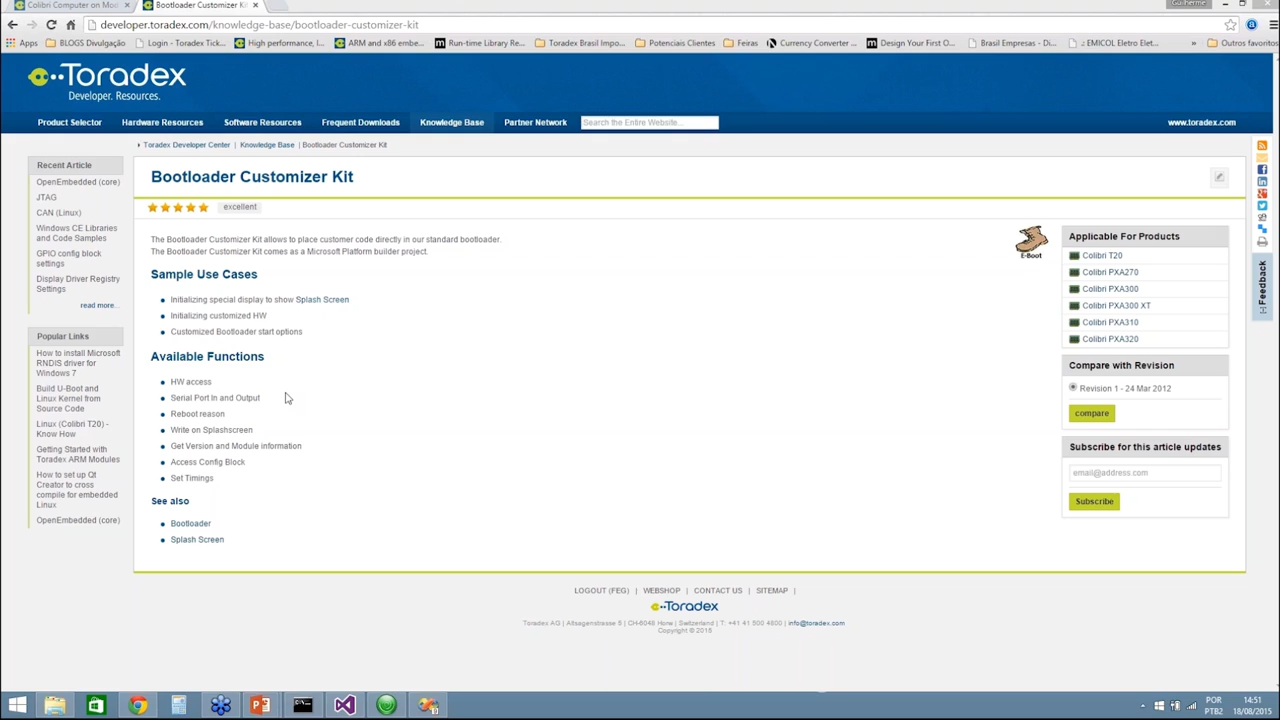 Colibri Computer on Mod
Bootloader Customizer Ki
Guilherme
developer.toradex.com/knowledge-base/bootloader-customizer-kit
Apps
BLOGS Divulgação
Login - Toradex Tick...
High performance, l...
ARM and x86 embe...
Run-time Library Re...
Toradex Brasil Impo...
Potenciais Clientes
Feiras
Currency Converter ...
Design Your First O...
Brasil Empresas - Di...
.: EMICOL Eletro Elet...
»
Outros favoritos
Toradex
Developer. Resources.
Product Selector
Hardware Resources
Software Resources
Frequent Downloads
Knowledge Base
Partner Network
Search the Entire Website...
www.toradex.com
Toradex Developer Center | Knowledge Base | Bootloader Customizer Kit
Recent Article
OpenEmbedded (core)
JTAG
CAN (Linux)
Windows CE Libraries
and Code Samples
GPIO config block
settings
Display Driver Registry
Settings
read more...
Popular Links
How to install Microsoft
RNDIS driver for
Windows 7
Build U-Boot and
Linux Kernel from
Source Code
Linux (Colibri T20) -
Know How
Getting Started with
Toradex ARM Modules
How to set up Qt
Creator to cross
compile for embedded
Linux
OpenEmbedded (core)
Bootloader Customizer Kit
excellent
The Bootloader Customizer Kit allows to place customer code directly in our standard bootloader.
The Bootloader Customizer Kit comes as a Microsoft Platform builder project.
E-Boot
Sample Use Cases
Initializing special display to show Splash Screen
Initializing customized HW
Customized Bootloader start options
Available Functions
HW access
Serial Port In and Output
Reboot reason
Write on Splashscreen
Get Version and Module information
Access Config Block
Set Timings
See also
Bootloader
Splash Screen
Applicable For Products
Colibri T20
Colibri PXA270
Colibri PXA300
Colibri PXA300 XT
Colibri PXA310
Colibri PXA320
Compare with Revision
Revision 1 - 24 Mar 2012
compare
Subscribe for this article updates
email@address.com
Subscribe
Feedback
LOGOUT (FEG) | WEBSHOP | CONTACT US | SITEMAP |
Toradex
Toradex AG | Altsagenstrasse 5 | CH-6048 Horw | Switzerland | T: +41 41 500 4800 | info@toradex.com
Copyright © 2015
POR
PTB2
14:51
18/08/2015